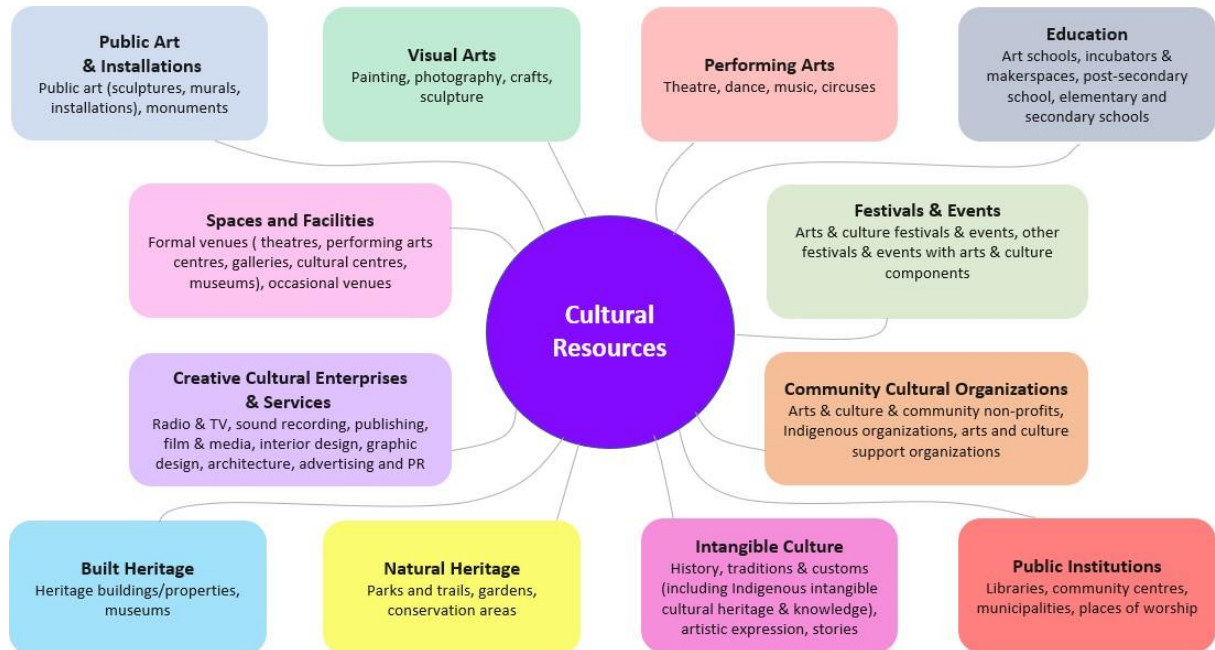 Public Art
& Installations
Public art (sculptures, murals,
installations), monuments
Visual Arts
Painting, photography, crafts,
sculpture
Performing Arts
Theatre, dance, music, circuses
Education
Art schools, incubators &
makerspaces, post-secondary
school, elementary and
secondary schools
Spaces and Facilities
Formal venues ( theatres, performing arts
centres, galleries, cultural centres,
museums), occasional venues
Festivals & Events
Arts & culture festivals & events, other
festivals & events with arts & culture
components
Cultural
Resources
Creative Cultural Enterprises
& Services
Radio & TV, sound recording, publishing,
film & media, interior design, graphic
design, architecture, advertising and PR
Community Cultural Organizations
Arts & culture & community non-profits,
Indigenous organizations, arts and culture
support organizations
Built Heritage
Heritage buildings/properties,
museums
Natural Heritage
Parks and trails, gardens,
conservation areas
Intangible Culture
History, traditions & customs
(including Indigenous intangible
cultural heritage & knowledge),
artistic expression, stories
Public Institutions
Libraries, community centres,
municipalities, places of worship